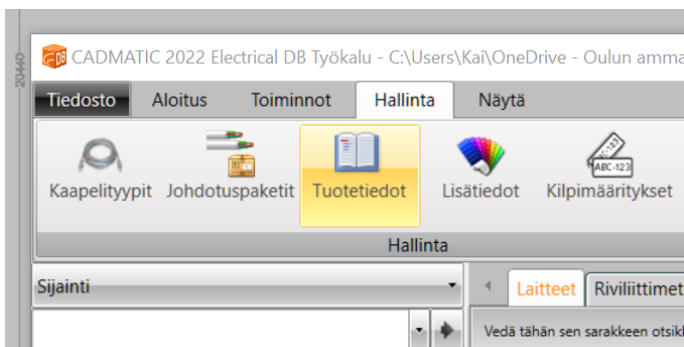 20440
CADMATIC 2022 Electrical DB Työkalu - C:\Users\Kai\OneDrive - Oulun amma
Tiedosto Aloitus Toiminnot Hallinta Näytä
ABC-123
Kaapelityypit Johdotuspaketit Tuotetiedot Lisätiedot Kilpimääritykset
Hallinta
Sijainti
Laitteet Riviliittimet
Vedä tähän sen sarakkeen